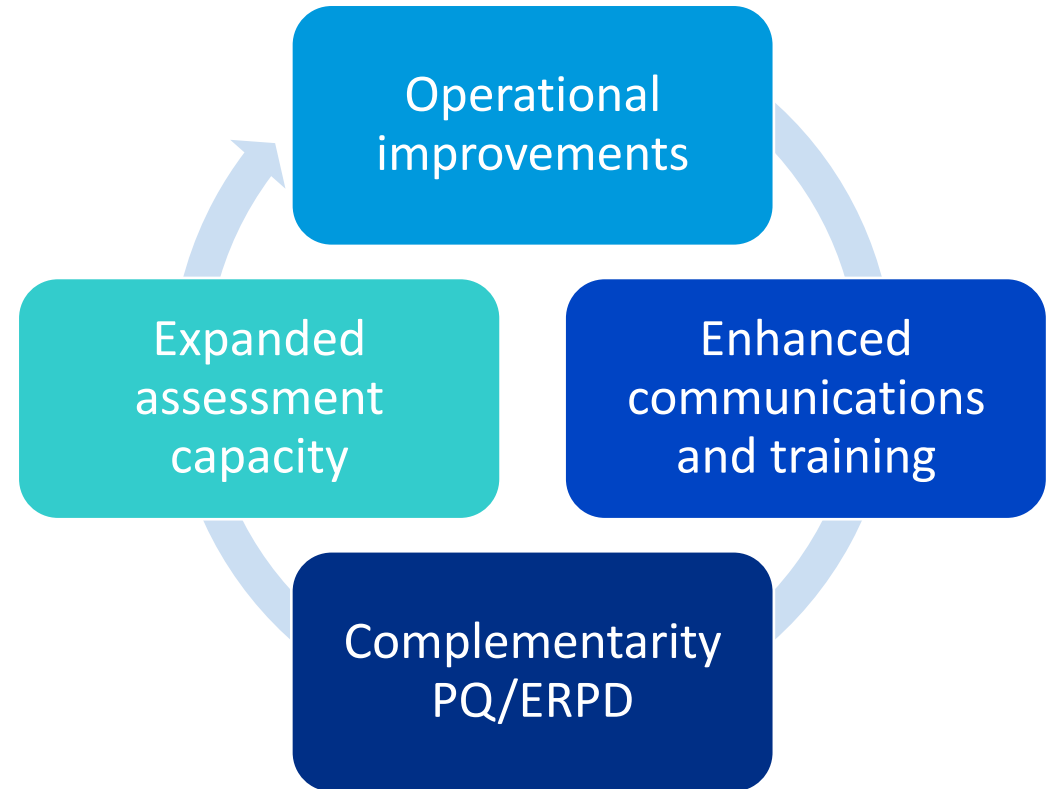 Operational
improvements
Enhanced
communications
and training
Complementarity
PQ/ERPD
Expanded
assessment
capacity